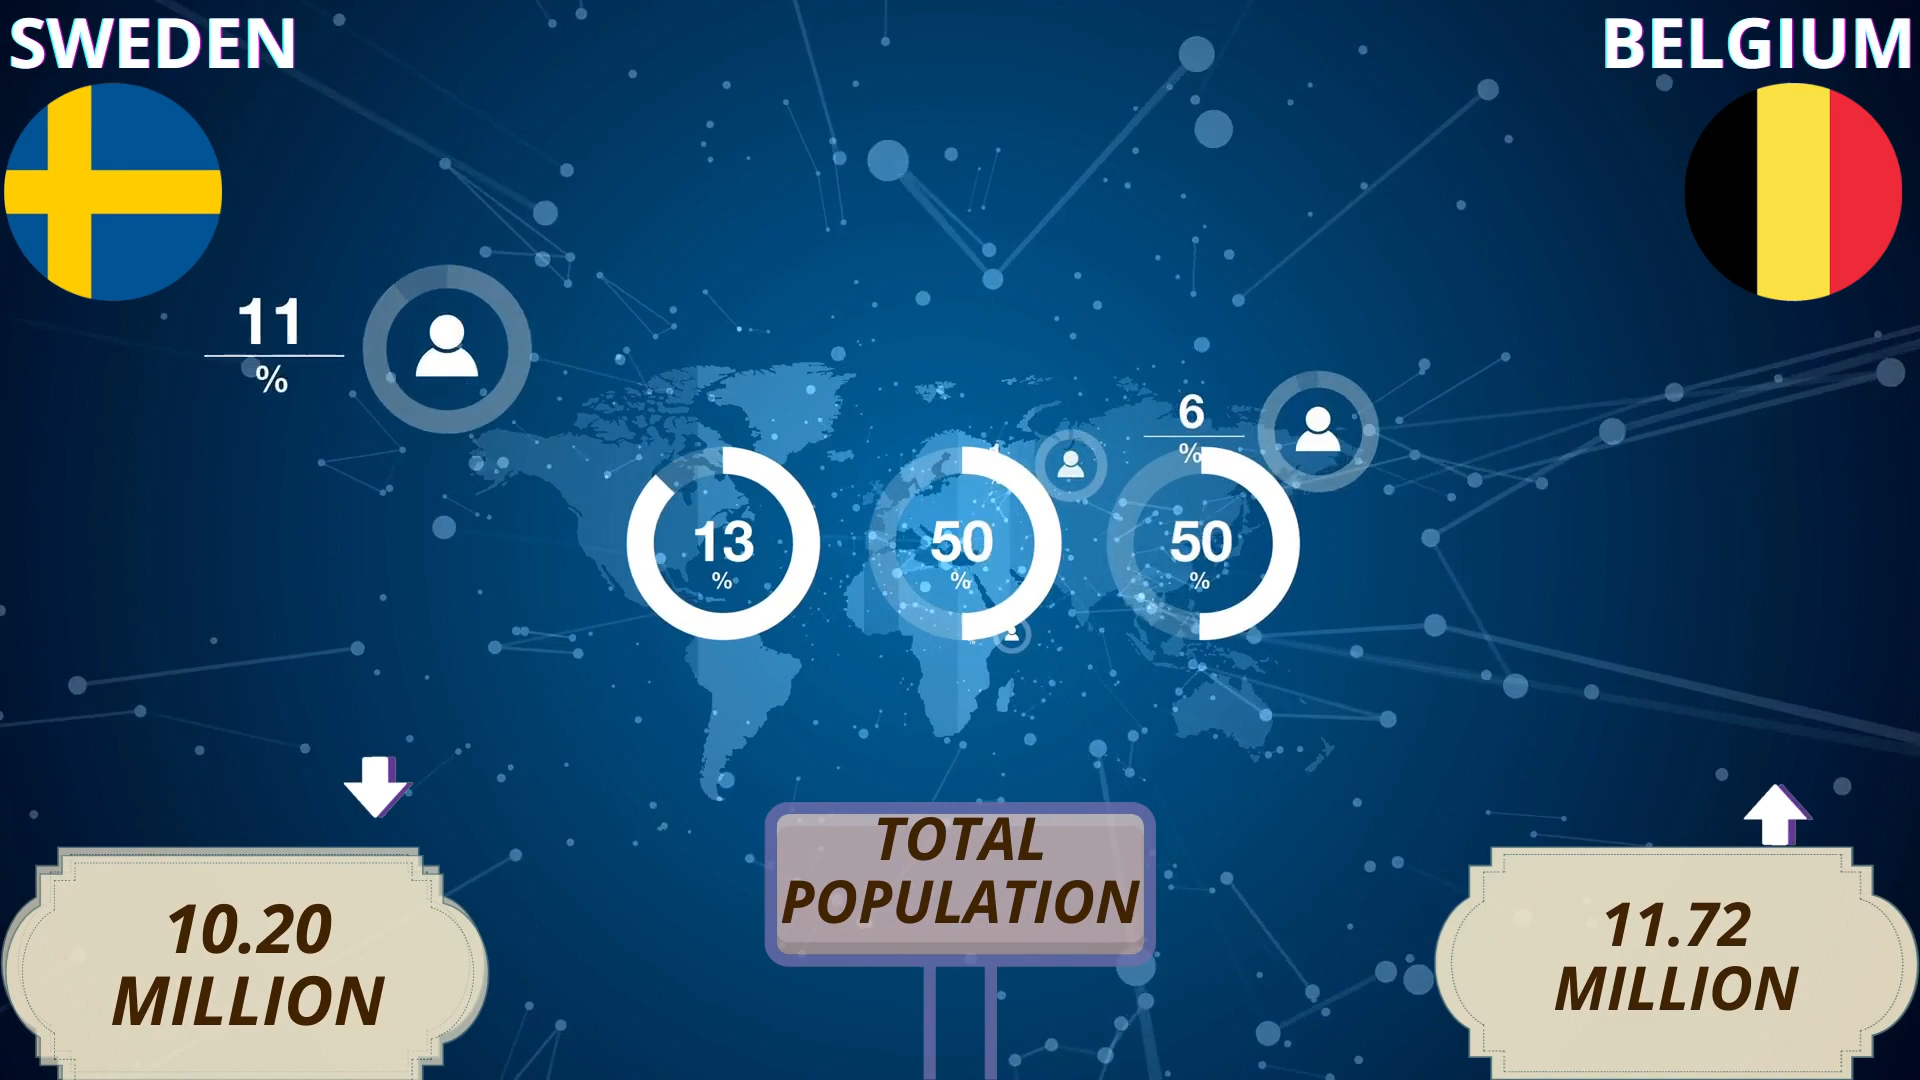 SWEDEN
BELGIUM
11
%
6
%
13
%
50
%
50
%
TOTAL
POPULATION
10.20
MILLION
11.72
MILLION